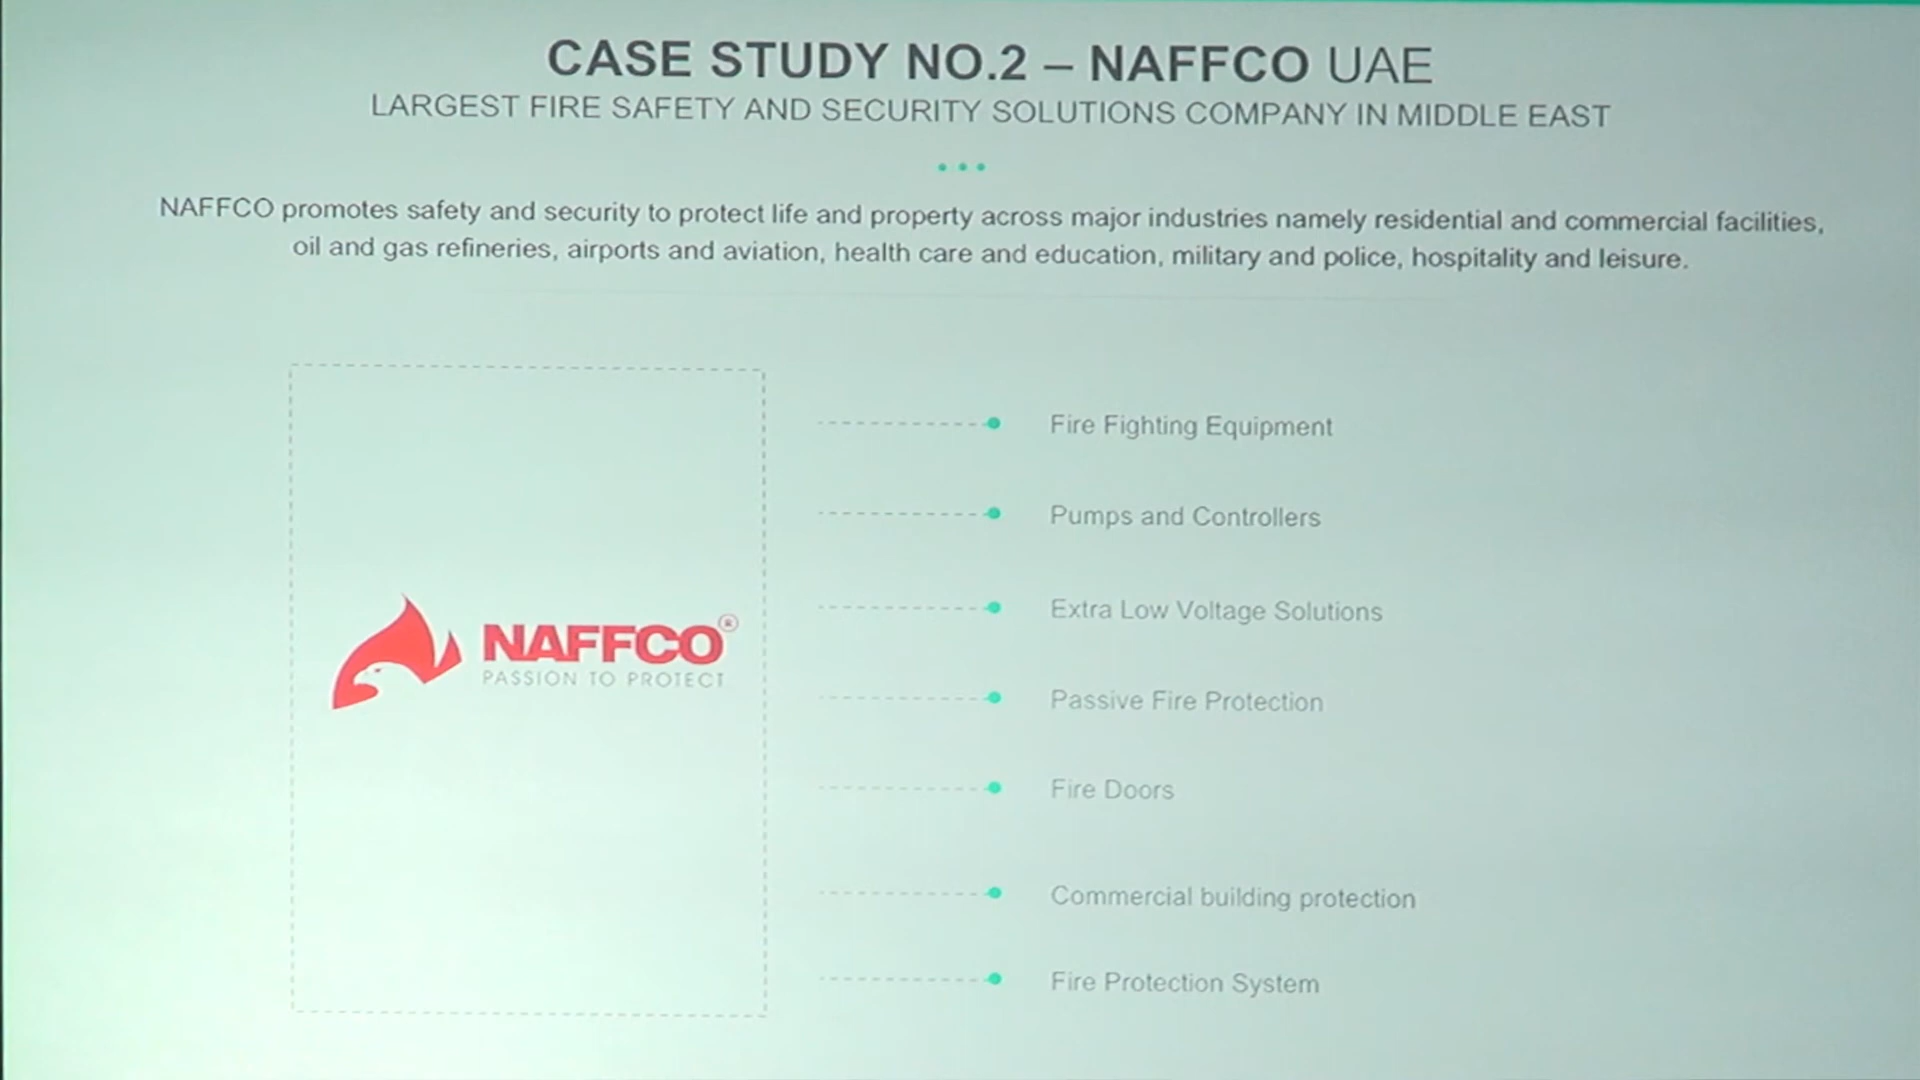 CASE STUDY NO.2 – NAFFCO UAE
LARGEST FIRE SAFETY AND SECURITY SOLUTIONS COMPANY IN MIDDLE EAST
NAFFCO promotes safety and security to protect life and property across major industries namely residential and commercial facilities,
oil and gas refineries, airports and aviation, health care and education, military and police, hospitality and leisure.
NAFFCO®
PASSION TO PROTECT
Fire Fighting Equipment
Pumps and Controllers
Extra Low Voltage Solutions
Passive Fire Protection
Fire Doors
Commercial building protection
Fire Protection System